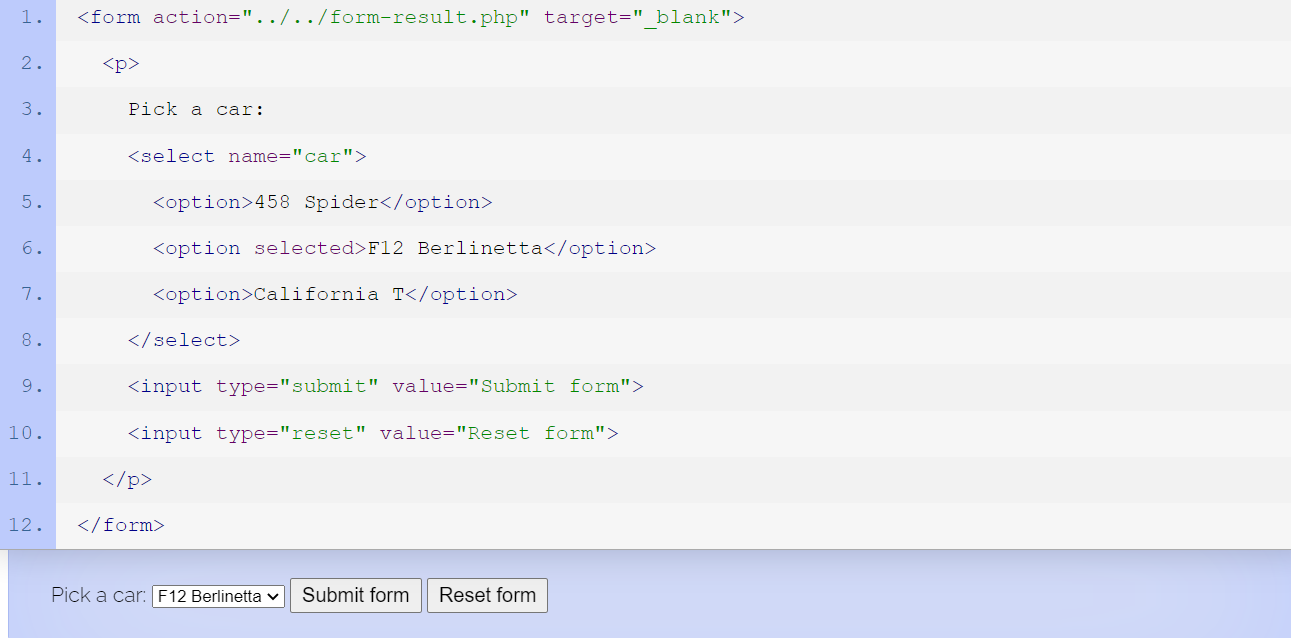 1. <form action="../../form-result.php" target="_blank">
2. <p>
3. Pick a car:
4. <select name="car">
5. <option>458 Spider</option>
6. <option selected>F12 Berlinetta</option>
7. <option>California T</option>
8. </select>
9. <input type="submit" value="Submit form">
10. <input type="reset" value="Reset form">
11. </p>
12. </form>
Pick a car: F12 Berlinetta Submit form Reset form